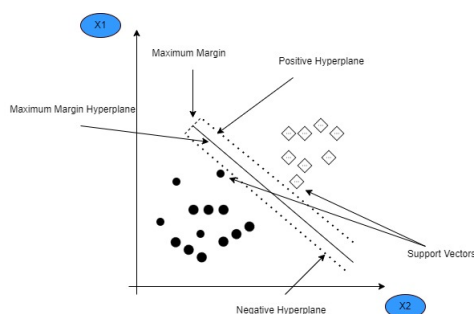 X1
Maximum Margin
Positive Hyperplane
Maximum Margin Hyperplane
Support Vectors
Negative Hyperplane
X2